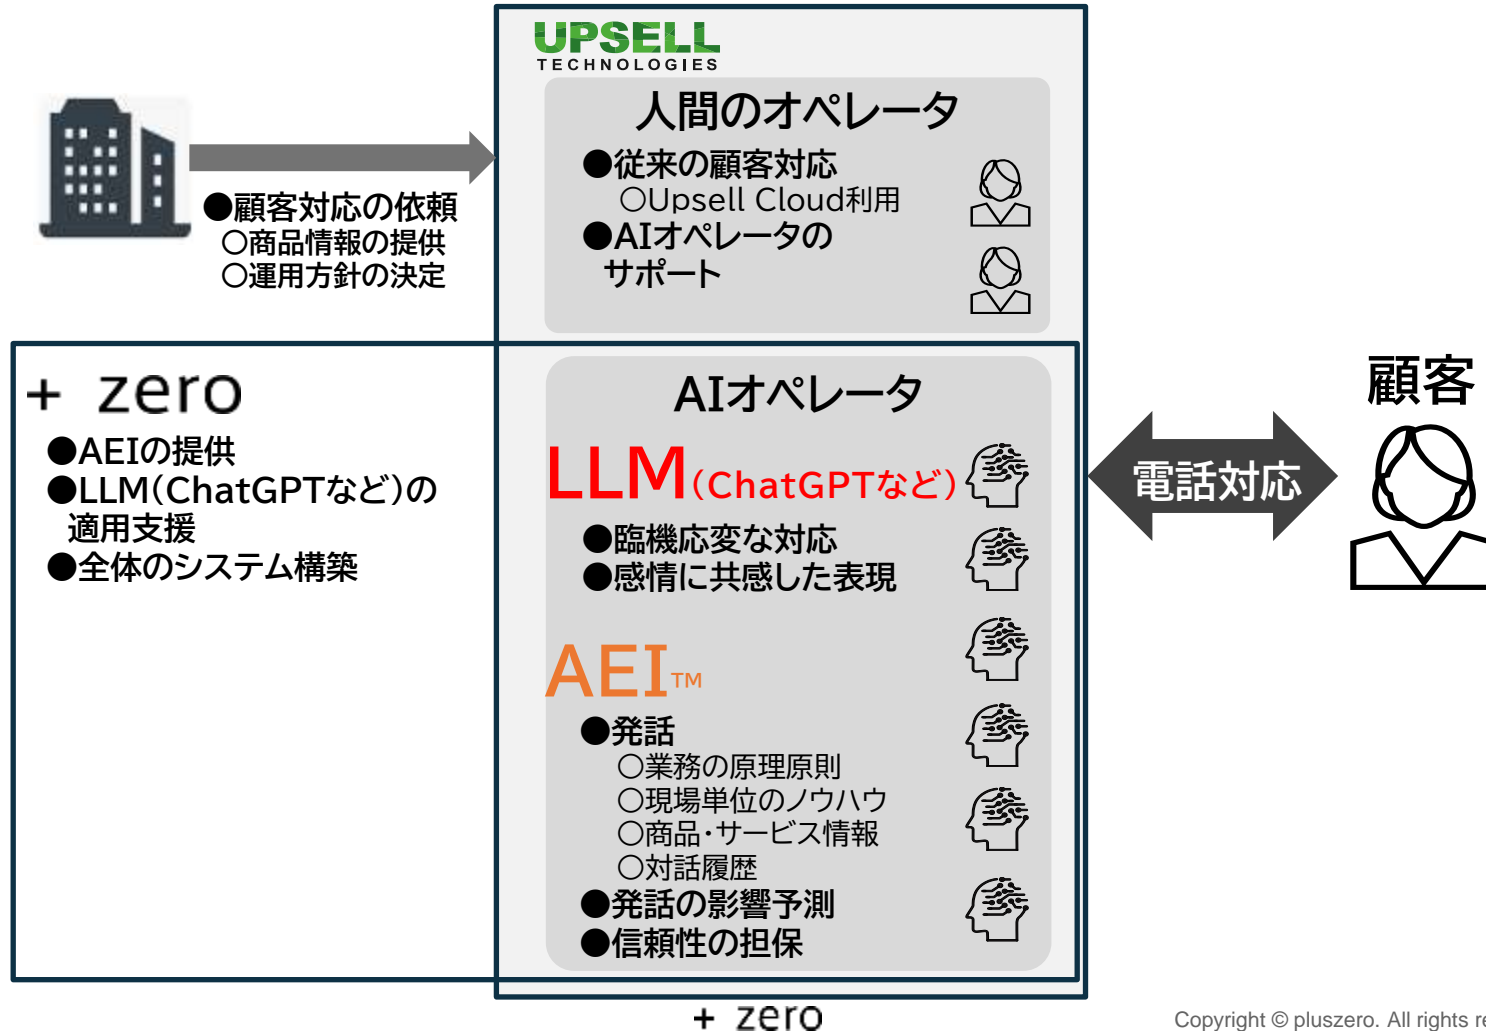 UPSELL
TECHNOLOGIES
人間のオペレータ
●従来の顧客対応
○Upsell Cloud利用
●AIオペレータの
サポート
●顧客対応の依頼
○商品情報の提供
○運用方針の決定
+ zero
●AEIの提供
●LLM(ChatGPTなど)の
適用支援
●全体のシステム構築
AIオペレータ
LLM(ChatGPTなど)
●臨機応変な対応
●感情に共感した表現
AEI™
●発話
○業務の原理原則
○現場単位のノウハウ
○商品・サービス情報
○対話履歴
●発話の影響予測
●信頼性の担保
電話対応
顧客
+ zero
Copyright © pluszero. All rights re